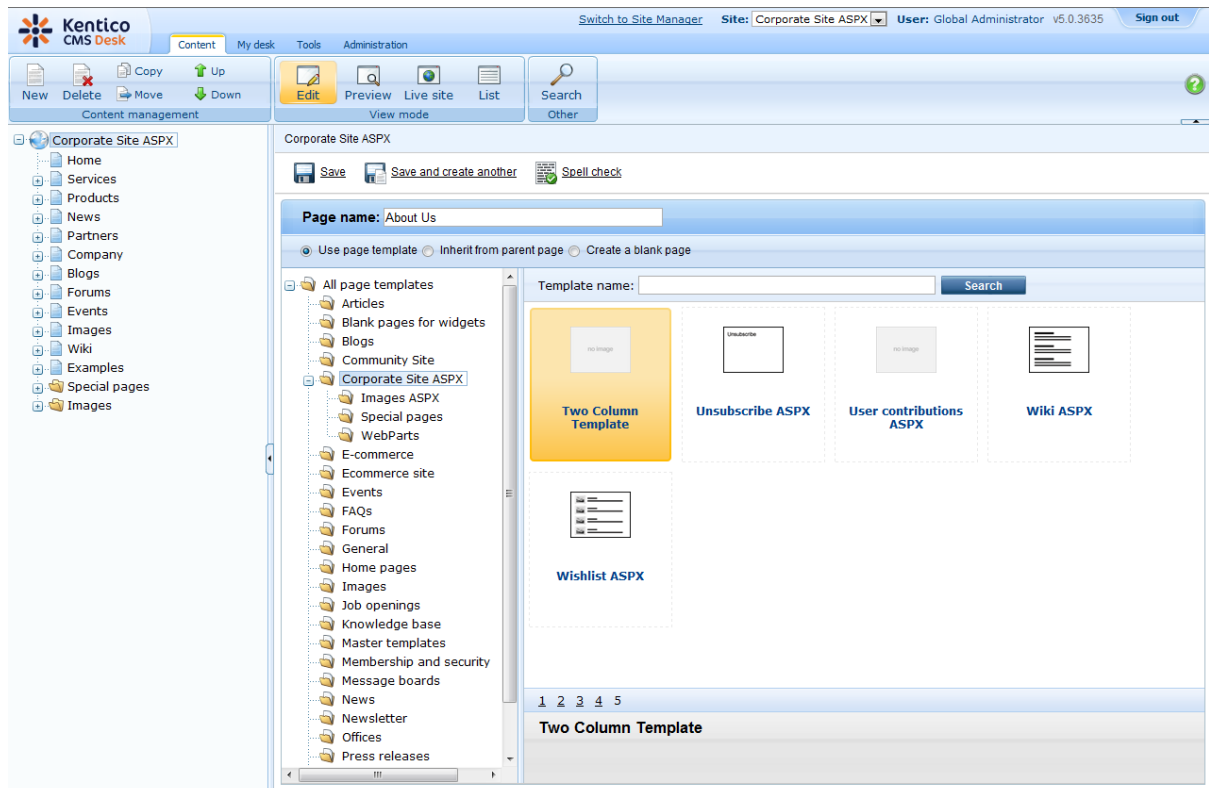 Kentico
CMS Desk
Switch to Site Manager Site: Corporate Site ASPX User: Global Administrator v5.0.3635 Sign out
Content My desk Tools Administration
New Delete Copy Move Up Down
Content management
Edit Preview Live site List
View mode
Search
Other
Corporate Site ASPX
Home
Services
Products
News
Partners
Company
Blogs
Forums
Events
Images
Wiki
Examples
Special pages
Images
Corporate Site ASPX
Save Save and create another Spell check
Page name: About Us
Use page template Inherit from parent page Create a blank page
All page templates
Articles
Blank pages for widgets
Blogs
Community Site
Corporate Site ASPX
Images ASPX
Special pages
WebParts
E-commerce
Ecommerce site
Events
FAQs
Forums
General
Home pages
Images
Job openings
Knowledge base
Master templates
Membership and security
Message boards
News
Newsletter
Offices
Press releases
Template name: Search
no image
Two Column
Template
Unsubscribe
Unsubscribe ASPX
no image
User contributions
ASPX
Wiki ASPX
Wishlist ASPX
1 2 3 4 5
Two Column Template